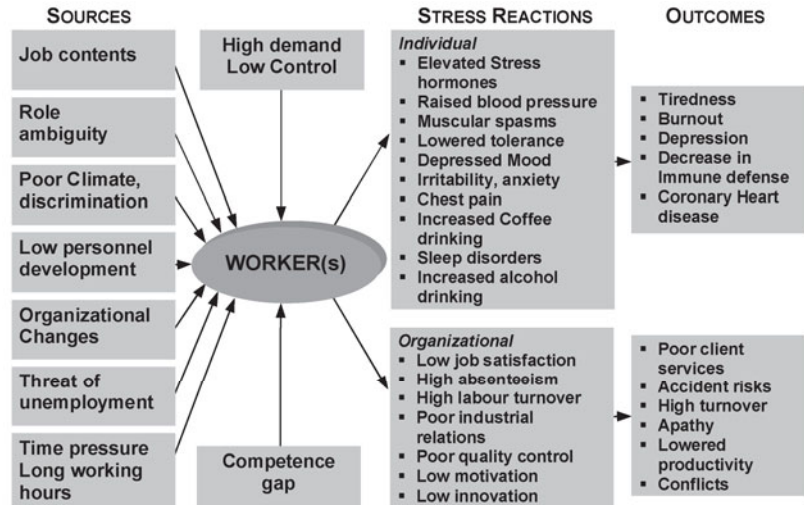 SOURCES
Job contents
Role
ambiguity
Poor Climate,
discrimination
Low personnel
development
Organizational
Changes
Threat of
unemployment
Time pressure
Long working
hours
High demand
Low Control
WORKER(s)
Competence
gap
STRESS REACTIONS
Individual
▪ Elevated Stress
hormones
▪ Raised blood pressure
▪ Muscular spasms
▪ Lowered tolerance
▪ Depressed Mood
▪ Irritability, anxiety
▪ Chest pain
▪ Increased Coffee
drinking
▪ Sleep disorders
▪ Increased alcohol
drinking
Organizational
▪ Low job satisfaction
▪ High absenteism
▪ High labour turnover
▪ Poor industrial
relations
▪ Poor quality control
▪ Low motivation
▪ Low innovation
OUTCOMES
▪ Tiredness
▪ Burnout
▪ Depression
▪ Decrease in
Immune defense
▪ Coronary Heart
disease
▪ Poor client
services
▪ Accident risks
▪ High turnover
▪ Apathy
▪ Lowered
productivity
▪ Conflicts